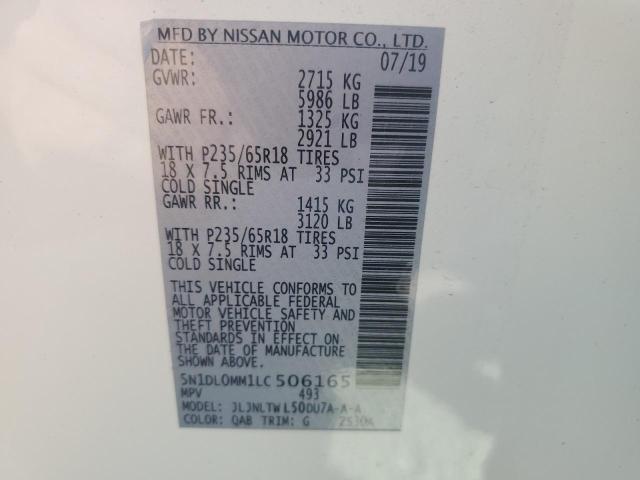 MFD BY NISSAN MOTOR CO., LTD.
DATE: 07/19
GVWR: 2715 KG
5986 LB
GAWR FR.: 1325 KG
2921 LB
WITH P235/65R18 TIRES
18 X 7.5 RIMS AT 33 PSI
COLD SINGLE
GAWR RR.: 1415 KG
3120 LB
WITH P235/65R18 TIRES
18 X 7.5 RIMS AT 33 PSI
COLD SINGLE
THIS VEHICLE CONFORMS TO
ALL APPLICABLE FEDERAL
MOTOR VEHICLE SAFETY AND
THEFT PREVENTION
STANDARDS IN EFFECT ON
THE DATE OF MANUFACTURE
SHOWN ABOVE.
5N1DL0MM1LC506165
MPV 493
MODEL: JLJNLTWL50DU7A-A-A
COLOR: QAB TRIM: G